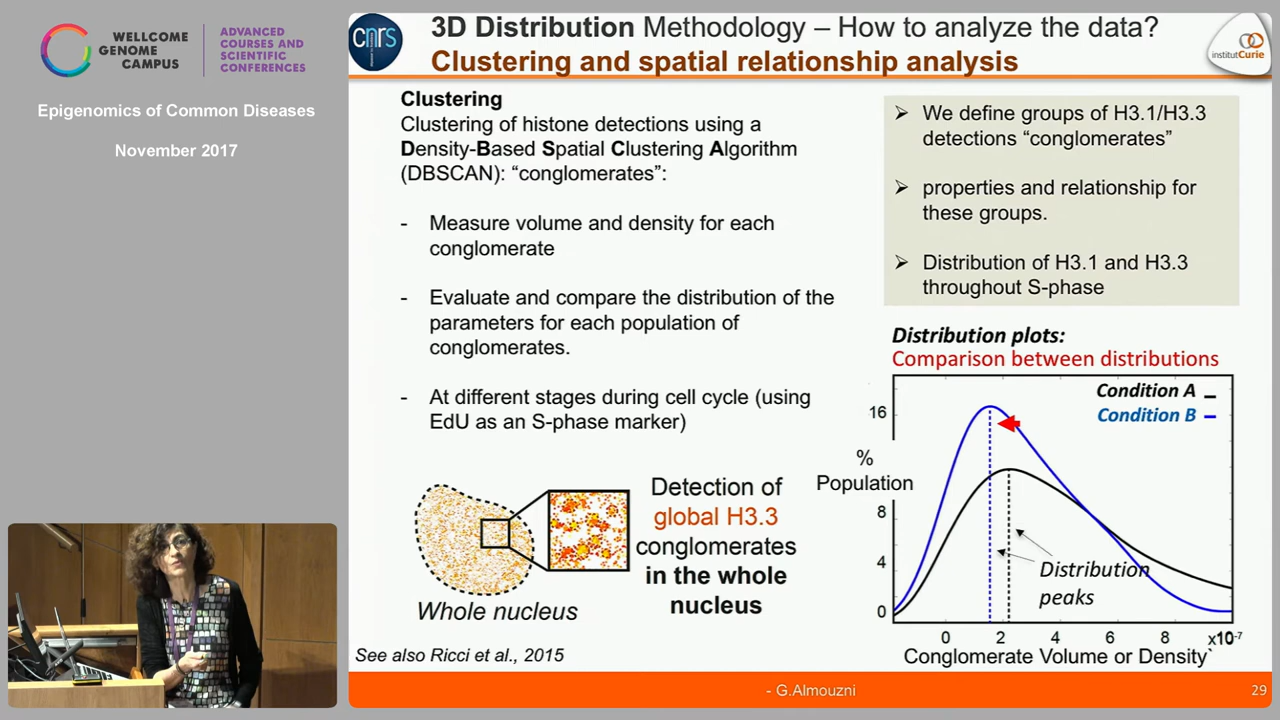 WELLCOME
GENOME
CAMPUS
ADVANCED
COURSES AND
SCIENTIFIC
CONFERENCES
Epigenomics of Common Diseases
November 2017
cnrs
3D Distribution Methodology – How to analyze the data?
Clustering and spatial relationship analysis
institutCurie
Clustering
Clustering of histone detections using a
Density-Based Spatial Clustering Algorithm
(DBSCAN): “conglomerates”:
- Measure volume and density for each
conglomerate
- Evaluate and compare the distribution of the
parameters for each population of
conglomerates.
- At different stages during cell cycle (using
EdU as an S-phase marker)
Detection of
global H3.3
conglomerates
in the whole
nucleus
Whole nucleus
See also Ricci et al., 2015
➢ We define groups of H3.1/H3.3
detections “conglomerates”
➢ properties and relationship for
these groups.
➢ Distribution of H3.1 and H3.3
throughout S-phase
Distribution plots:
Comparison between distributions
Condition A
Condition B
16
%
Population
8
4
0
Distribution
peaks
0 2 4 6 8 x10-7
Conglomerate Volume or Density
- G.Almouzni
29